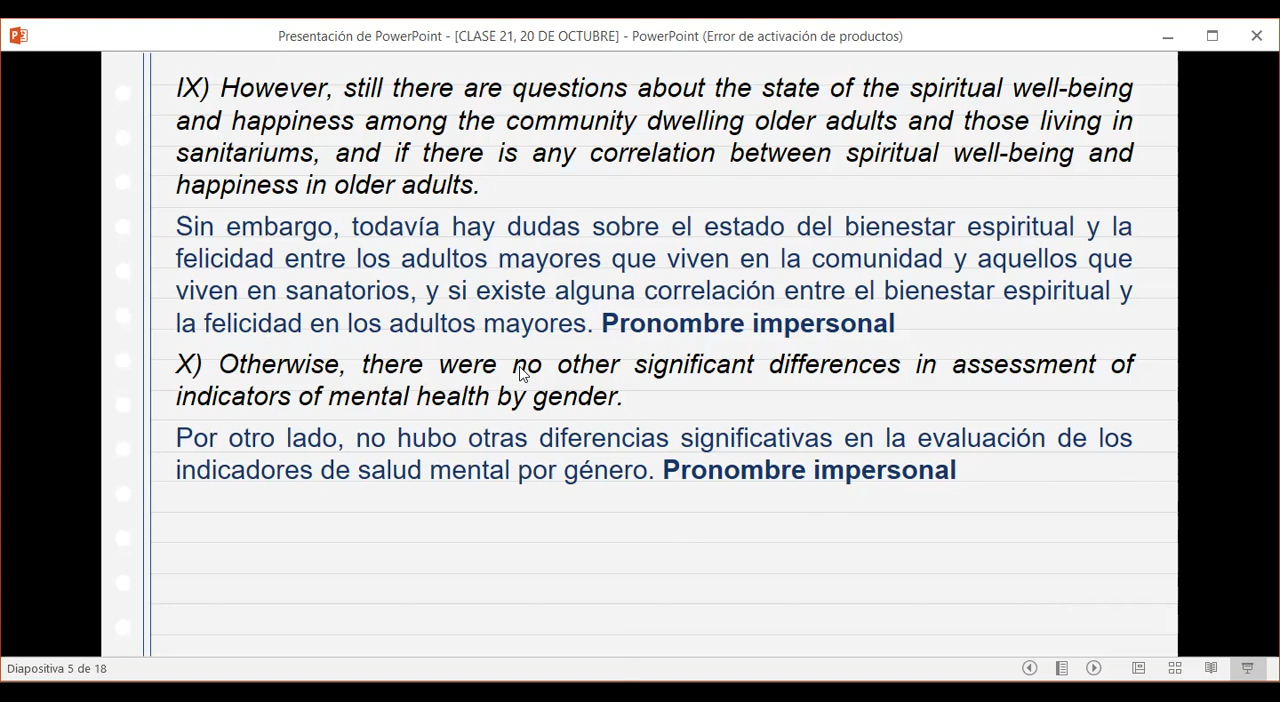 Presentación de PowerPoint - [CLASE 21, 20 DE OCTUBRE] - PowerPoint (Error de activación de productos)
IX) However, still there are questions about the state of the spiritual well-being
and happiness among the community dwelling older adults and those living in
sanitariums, and if there is any correlation between spiritual well-being and
happiness in older adults.
Sin embargo, todavía hay dudas sobre el estado del bienestar espiritual y la
felicidad entre los adultos mayores que viven en la comunidad y aquellos que
viven en sanatorios, y si existe alguna correlación entre el bienestar espiritual y
la felicidad en los adultos mayores. Pronombre impersonal
X) Otherwise, there were no other significant differences in assessment of
indicators of mental health by gender.
Por otro lado, no hubo otras diferencias significativas en la evaluación de los
indicadores de salud mental por género. Pronombre impersonal
Diapositiva 5 de 18